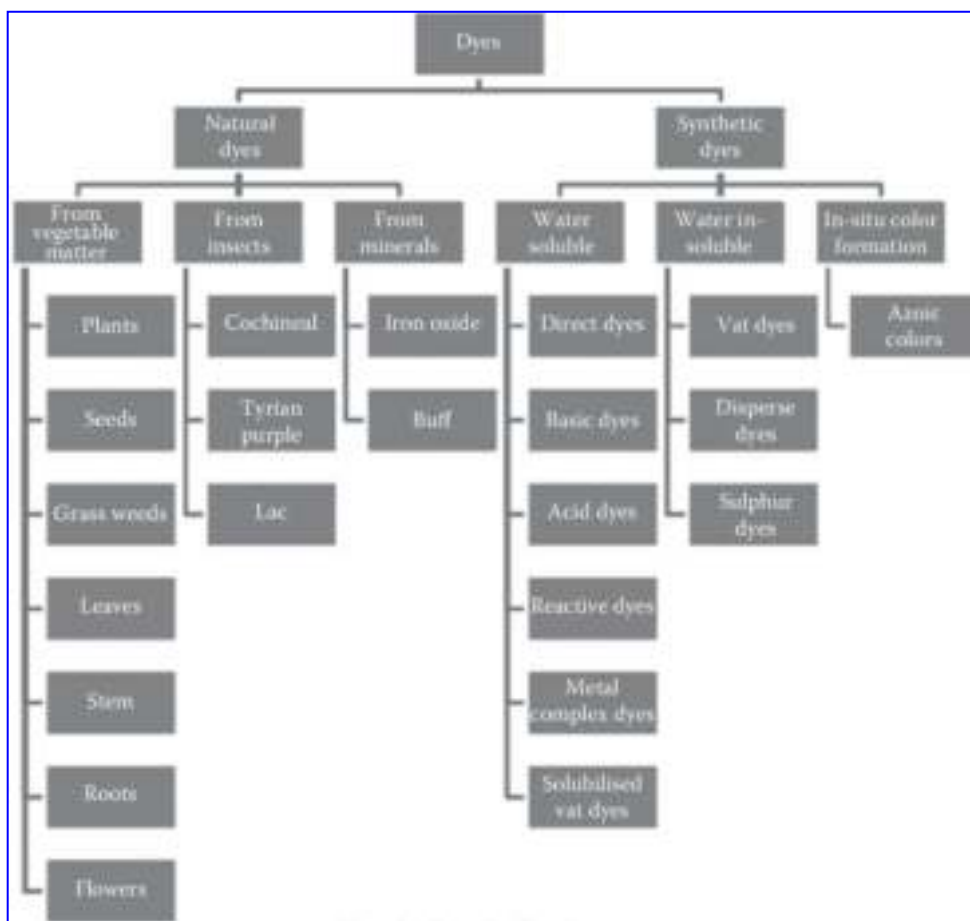 Dyes
Natural
dyes
Synthetic
dyes
From
vegetable
matter
From
insects
From
minerals
Water
soluble
Water in-
soluble
In-situ color
formation
Plants
Cochineal
Iron oxide
Direct dyes
Vat dyes
Azoic
colors
Seeds
Tyrian
purple
Buff
Basic dyes
Disperse
dyes
Grass weeds
Lac
Acid dyes
Sulphur
dyes
Leaves
Reactive dyes
Stem
Metal
complex dyes
Roots
Solubilised
vat dyes
Flowers